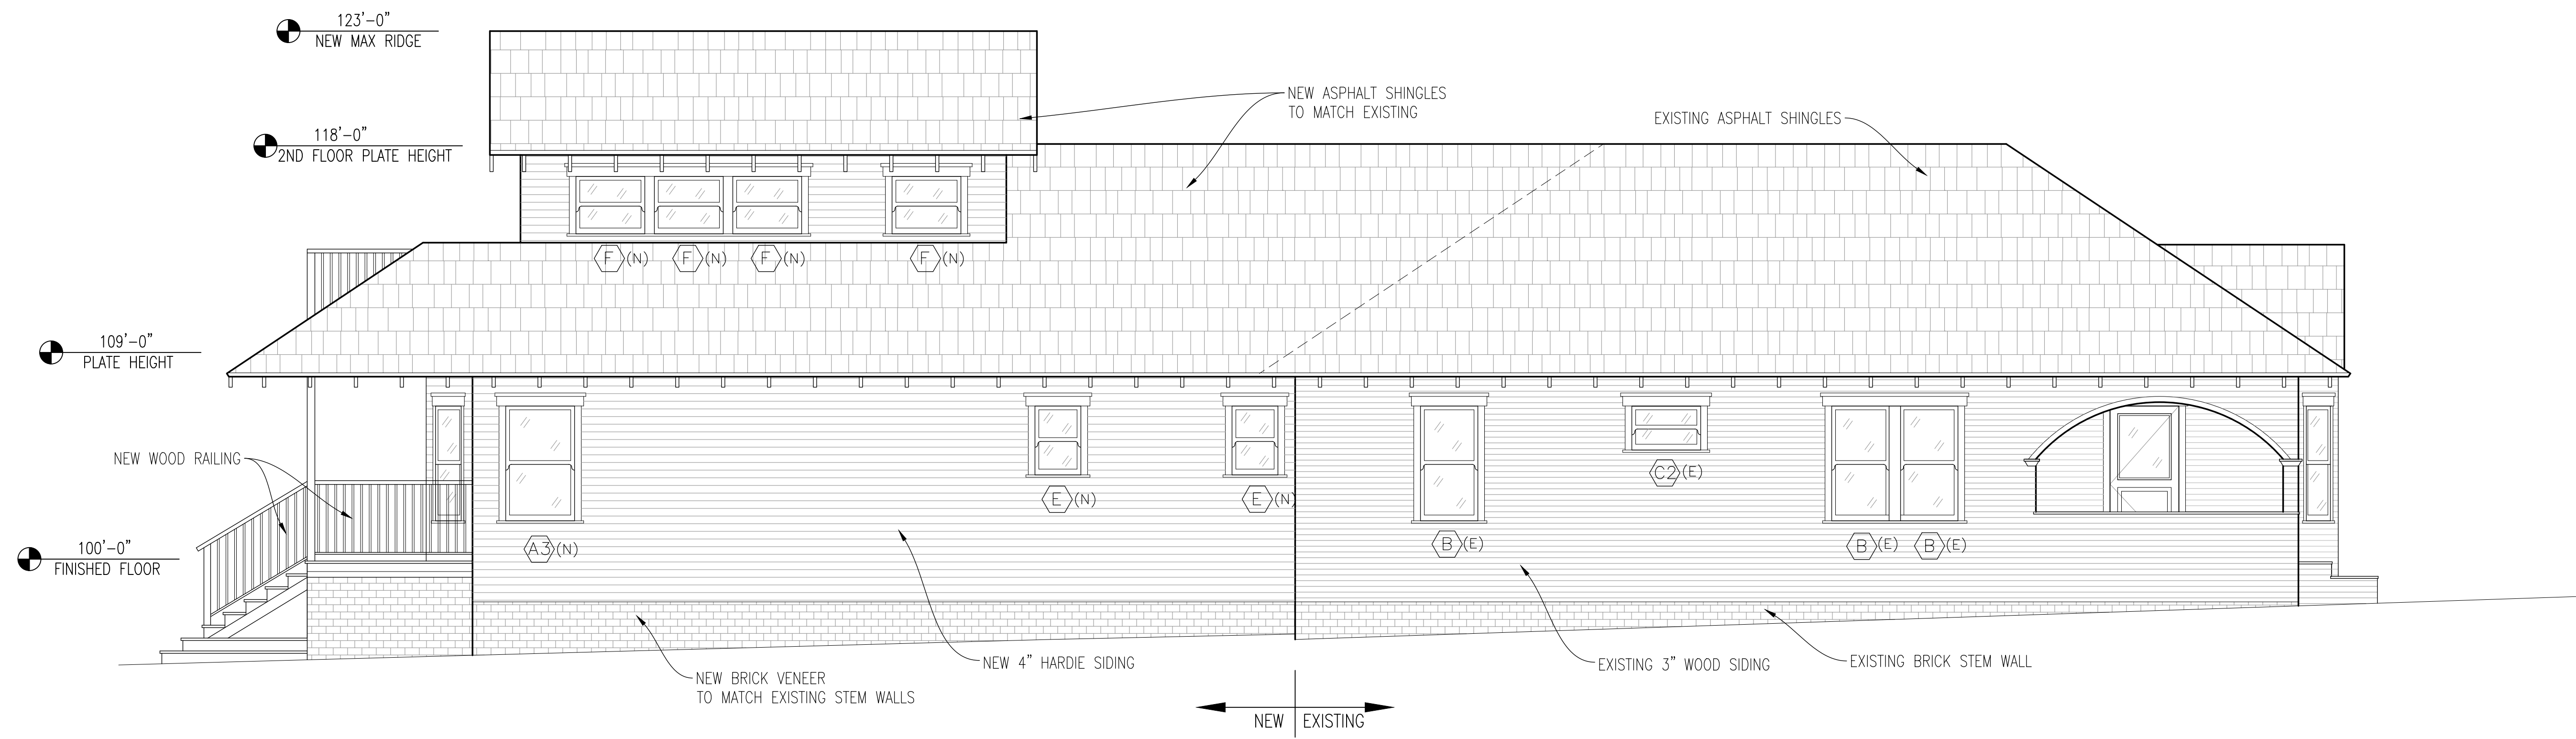 123'-0"
NEW MAX RIDGE
NEW ASPHALT SHINGLES
TO MATCH EXISTING
EXISTING ASPHALT SHINGLES
118'-0"
2ND FLOOR PLATE HEIGHT
F (N) F (N) F (N) F (N)
109'-0"
PLATE HEIGHT
NEW WOOD RAILING
C2 (E)
E (N) E (N)
100'-0"
FINISHED FLOOR
A3 (N) B (E) B (E) B (E)
NEW 4" HARDIE SIDING
EXISTING 3" WOOD SIDING
EXISTING BRICK STEM WALL
NEW BRICK VENEER
TO MATCH EXISTING STEM WALLS
NEW EXISTING